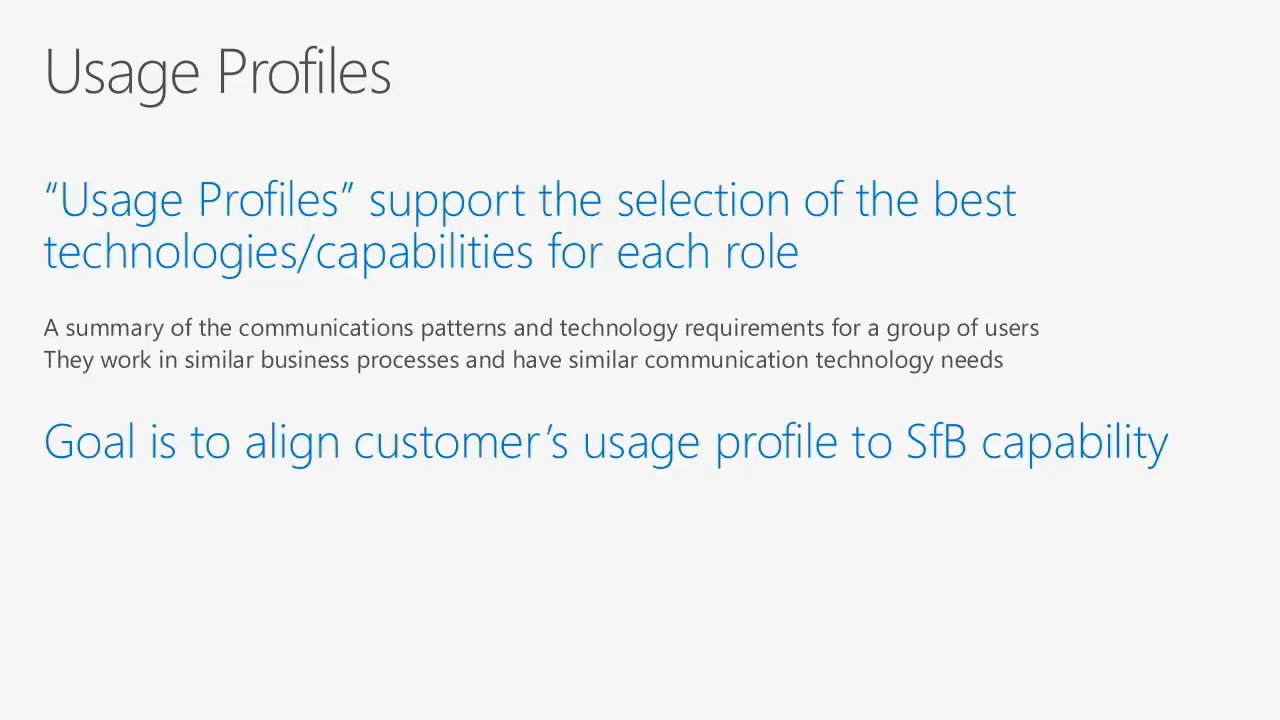 Usage Profiles
“Usage Profiles” support the selection of the best
technologies/capabilities for each role
A summary of the communications patterns and technology requirements for a group of users
They work in similar business processes and have similar communication technology needs
Goal is to align customer’s usage profile to SfB capability